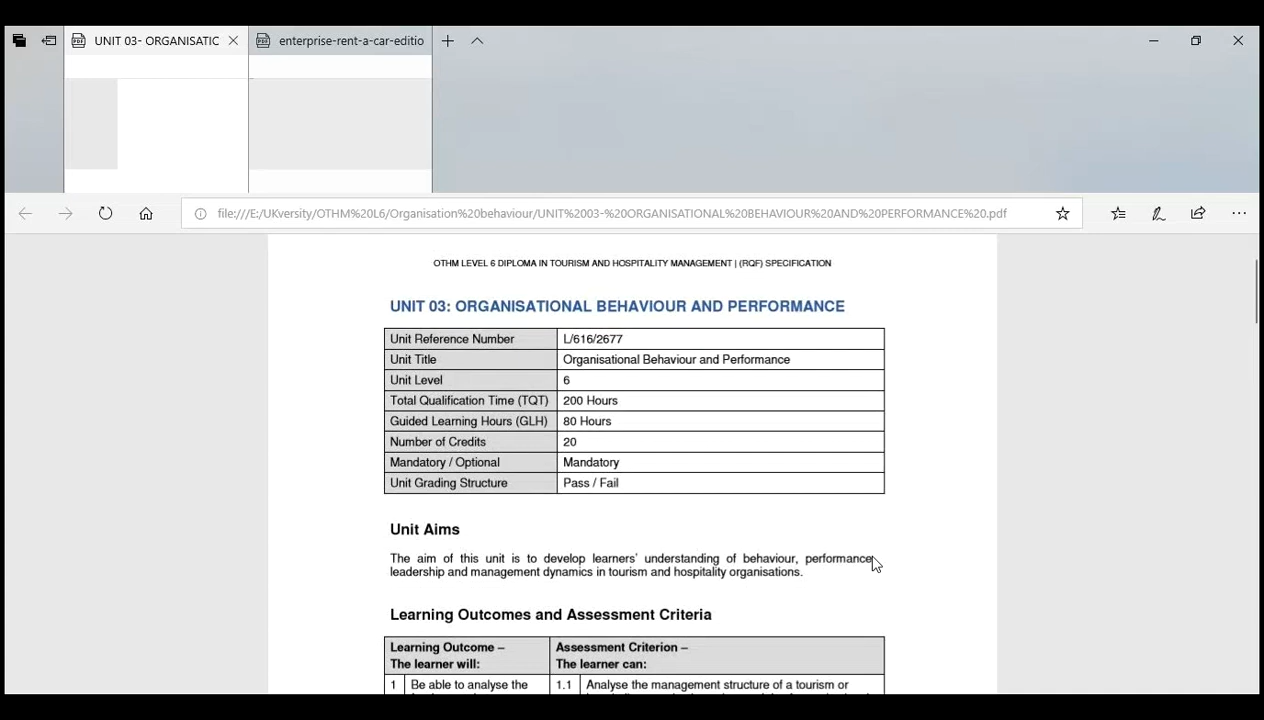 UNIT 03- ORGANISATIC
enterprise-rent-a-car-editio
file:///E:/UKversity/OTHM%20L6/Organisation%20behaviour/UNIT%2003-%20ORGANISATIONAL%20BEHAVIOUR%20AND%20PERFORMANCE%20.pdf
OTHM LEVEL 6 DIPLOMA IN TOURISM AND HOSPITALITY MANAGEMENT | (RQF) SPECIFICATION
UNIT 03: ORGANISATIONAL BEHAVIOUR AND PERFORMANCE
Unit Reference Number L/616/2677
Unit Title Organisational Behaviour and Performance
Unit Level 6
Total Qualification Time (TQT) 200 Hours
Guided Learning Hours (GLH) 80 Hours
Number of Credits 20
Mandatory / Optional Mandatory
Unit Grading Structure Pass / Fail
Unit Aims
The aim of this unit is to develop learners' understanding of behaviour, performance
leadership and management dynamics in tourism and hospitality organisations.
Learning Outcomes and Assessment Criteria
Learning Outcome – Assessment Criterion –
The learner will: The learner can:
1 Be able to analyse the 1.1 Analyse the management structure of a tourism or